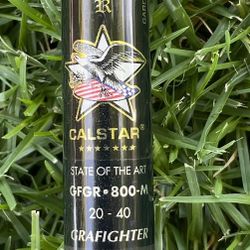 R
CALSTAR®
STATE OF THE ART
GFGR•800-M
20 - 40
GRAFIGHTER